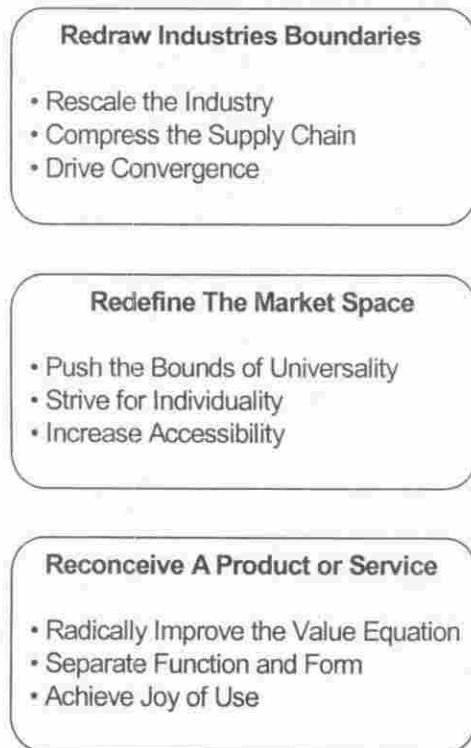 Redraw Industries Boundaries
• Rescale the Industry
• Compress the Supply Chain
• Drive Convergence
Redefine The Market Space
• Push the Bounds of Universality
• Strive for Individuality
• Increase Accessibility
Reconceive A Product or Service
• Radically Improve the Value Equation
• Separate Function and Form
• Achieve Joy of Use